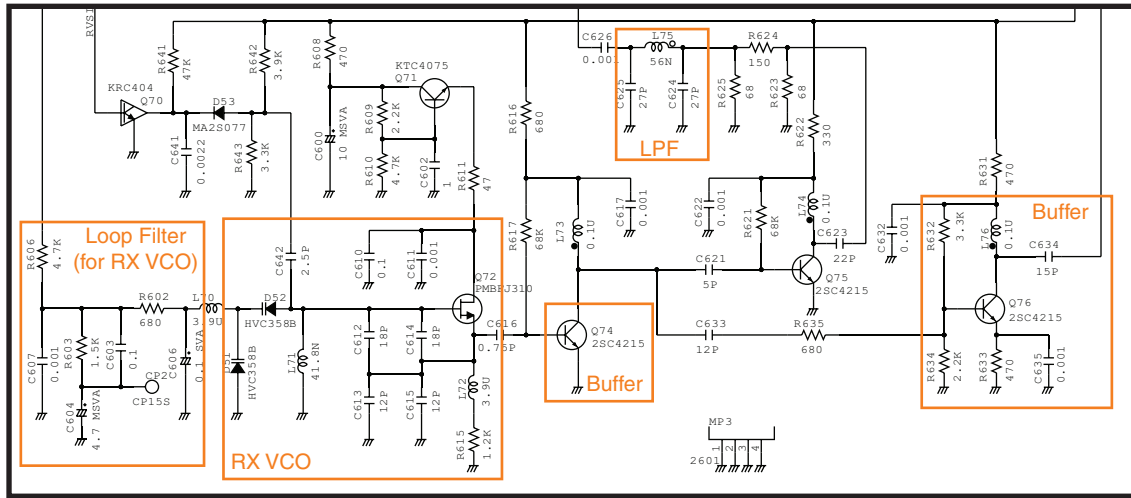 RVSI
R641
47K
R642
3.9K
R608
470
KTC4075
Q71
C626
0.001
L75
56N
R624
150
C625
27P
C624
27P
R625
68
R623
68
LPF
KRC404
Q70
D53
MA2S077
C641
0.0022
R643
3.3K
C600
10 MSVA
R609
2.2K
R610
4.7K
C602
1
R611
47
R616
680
R622
330
R631
470
R606
4.7K
Loop Filter
(for RX VCO)
C642
2.5P
C610
0.1
C611
0.001
R617
68K
L73
0.1U
C617
0.001
C622
0.001
R621
68K
L74
0.1U
C623
22P
C632
0.001
R632
3.3K
L76
0.1U
Buffer
C634
15P
R602
680
L70
3.9U
D52
HVC358B
Q72
PMBFJ310
C621
5P
Q75
2SC4215
C607
0.001
R603
1.5K
C603
0.1
C606
0.1 SVA
D51
HVC358B
L71
41.8N
C612
18P
C614
18P
C616
0.75P
Q74
2SC4215
Buffer
C633
12P
R635
680
Q76
2SC4215
R634
2.2K
R633
470
C635
0.001
CP2
CP15S
C604
4.7 MSVA
C613
12P
C615
12P
L72
3.9U
R615
1.2K
RX VCO
MP3
1 2 3 4
2601